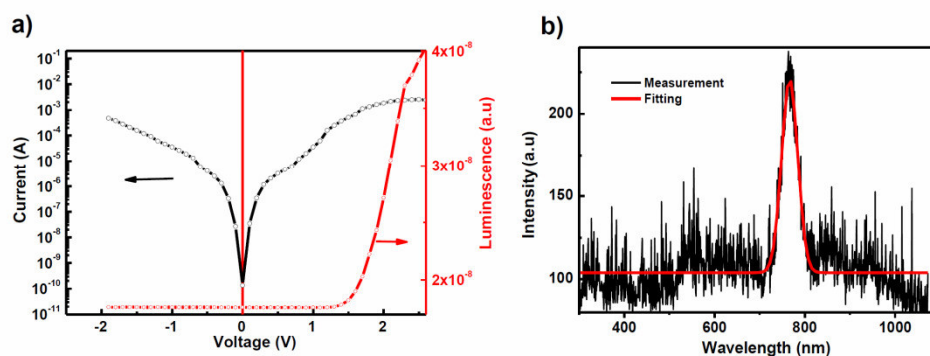 a)
b)
10⁻¹
10⁻²
10⁻³
10⁻⁴
10⁻⁵
10⁻⁶
10⁻⁷
10⁻⁸
10⁻⁹
10⁻¹⁰
10⁻¹¹
Current (A)
-2 -1 0 1 2
Voltage (V)
4x10⁻⁸
3x10⁻⁸
2x10⁻⁸
Luminescence (a.u)
Measurement
Fitting
200
150
100
Intensity (a.u)
400 600 800 1000
Wavelength (nm)